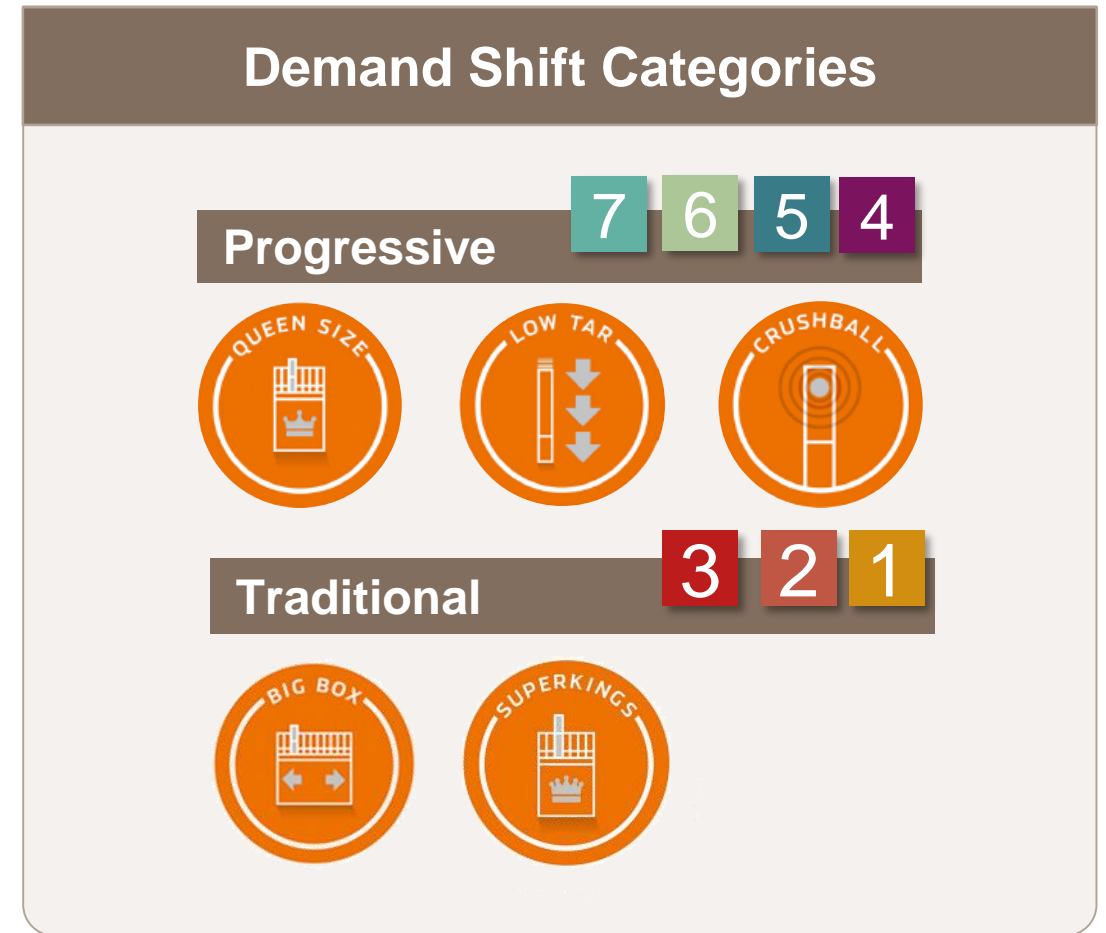 Demand Shift Categories
Progressive 7 6 5 4
QUEEN SIZE LOW TAR CRUSHBALL
Traditional 3 2 1
BIG BOX SUPERKINGS